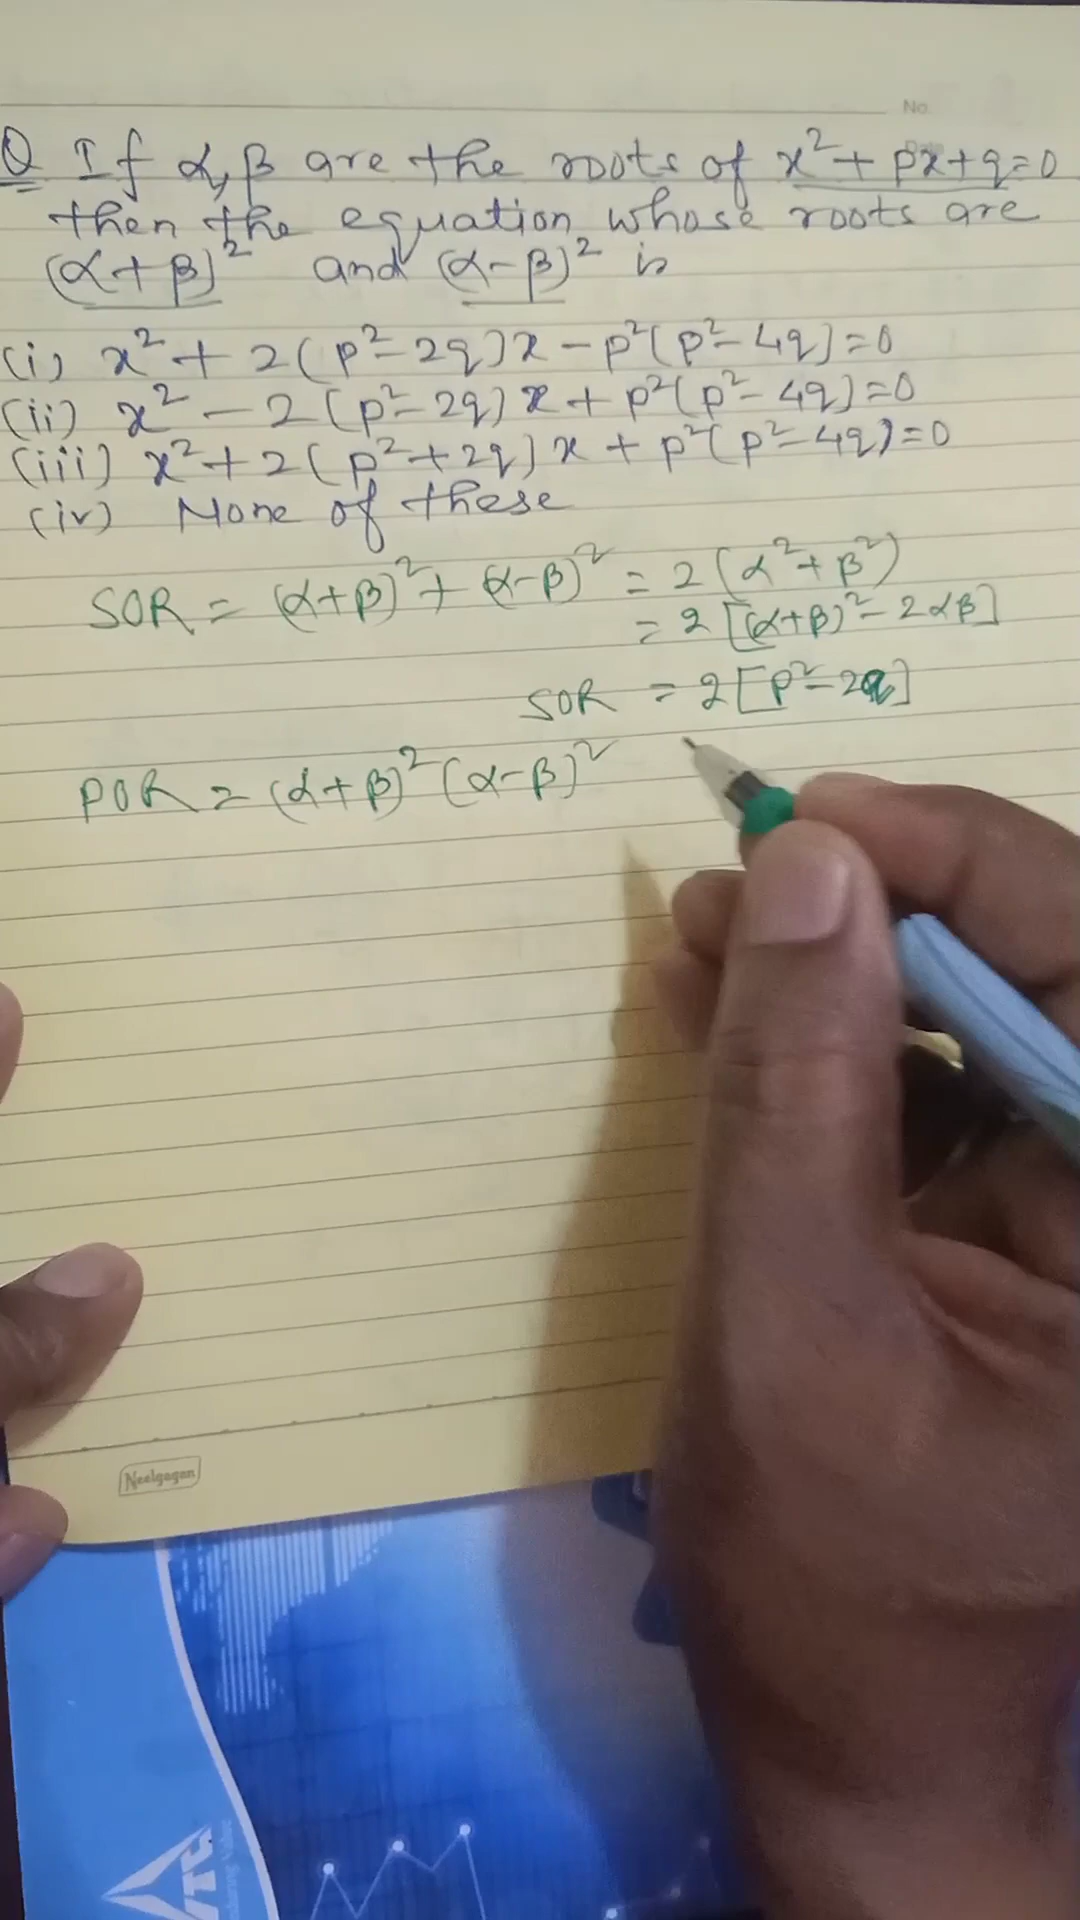 No.
Q If α, β are the roots of x²+ px+q=0
then the equation whose roots are
(α+β)² and (α-β)² is
(i) x²+ 2(p²-2q)x-p²(p²-4q)=0
(ii) x²-2(p²-2q)x+p²(p²-4q)=0
(iii) x²+2(p²+2q)x+p²(p²-4q)=0
(iv) None of these
SOR = (α+β)²+(α-β)² = 2(α²+β²)
= 2[(α+β)²-2αβ]
SOR = 2[p²-2q]
POR = (α+β)²(α-β)²
Neelgagan